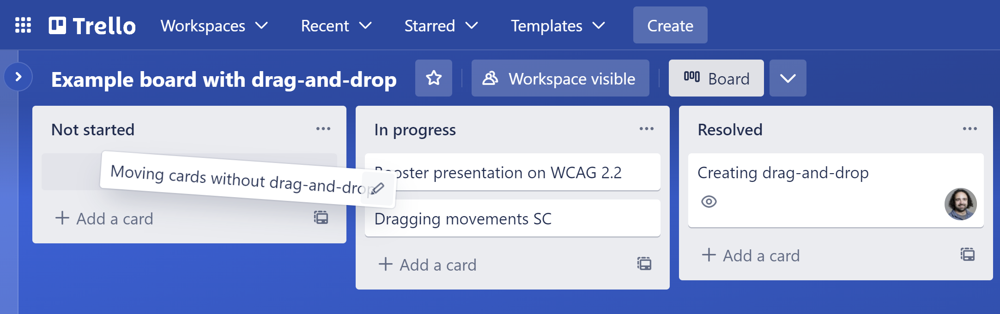 Trello
Workspaces
Recent
Starred
Templates
Create
Example board with drag-and-drop
Workspace visible
Board
Not started
Moving cards without drag-and-drop
Add a card
In progress
Booster presentation on WCAG 2.2
Dragging movements SC
Add a card
Resolved
Creating drag-and-drop
Add a card